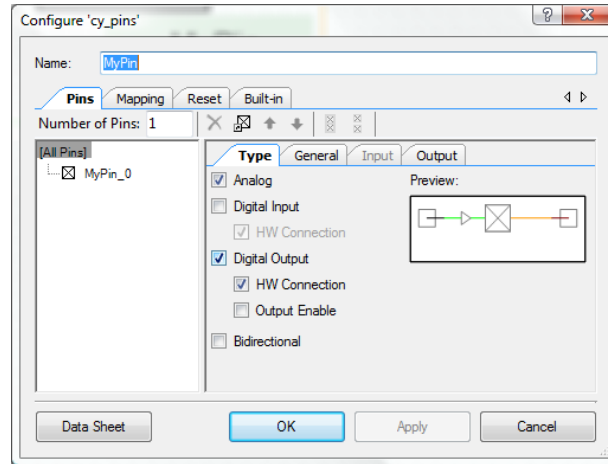 Configure 'cy_pins'
Name: MyPin
Pins Mapping Reset Built-in
Number of Pins: 1
[All Pins]
MyPin_0
Type General Input Output
Analog
Preview:
Digital Input
HW Connection
Digital Output
HW Connection
Output Enable
Bidirectional
Data Sheet OK Apply Cancel